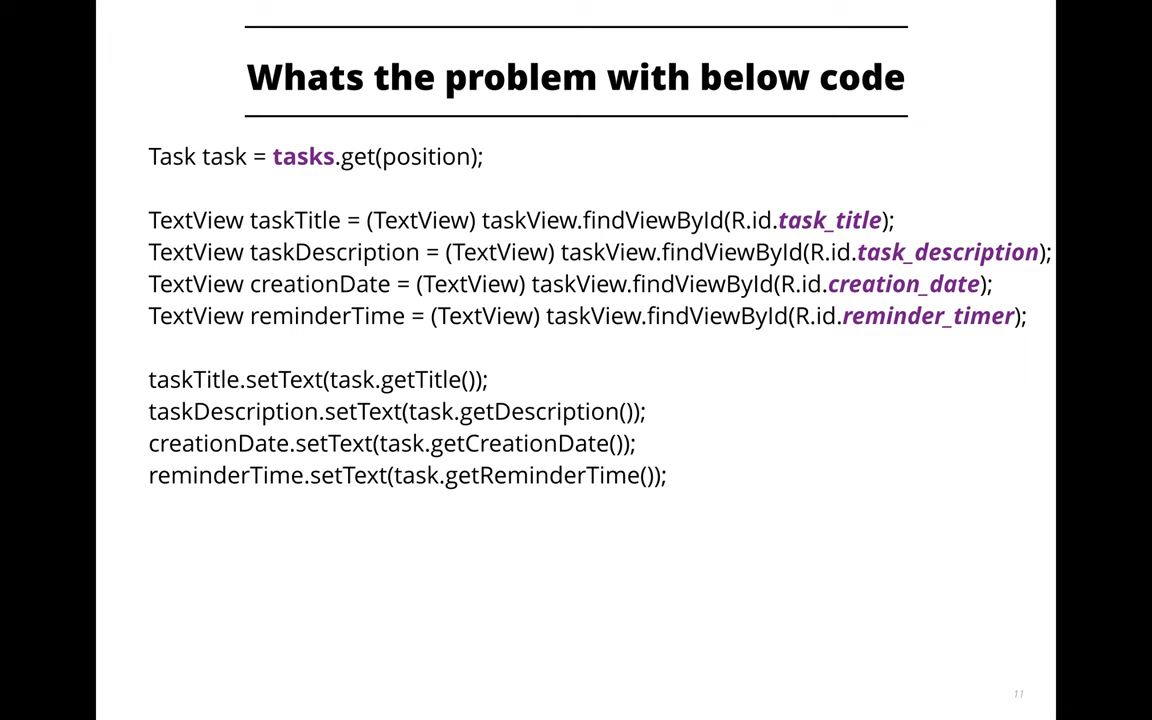 Whats the problem with below code
Task task = tasks.get(position);
TextView taskTitle = (TextView) taskView.findViewById(R.id.task_title);
TextView taskDescription = (TextView) taskView.findViewById(R.id.task_description);
TextView creationDate = (TextView) taskView.findViewById(R.id.creation_date);
TextView reminderTime = (TextView) taskView.findViewById(R.id.reminder_timer);
taskTitle.setText(task.getTitle());
taskDescription.setText(task.getDescription());
creationDate.setText(task.getCreationDate());
reminderTime.setText(task.getReminderTime());
11